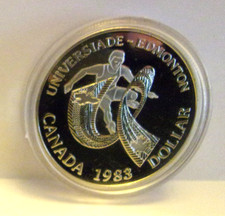 UNIVERSIADE - EDMONTON
CANADA 1983 DOLLAR